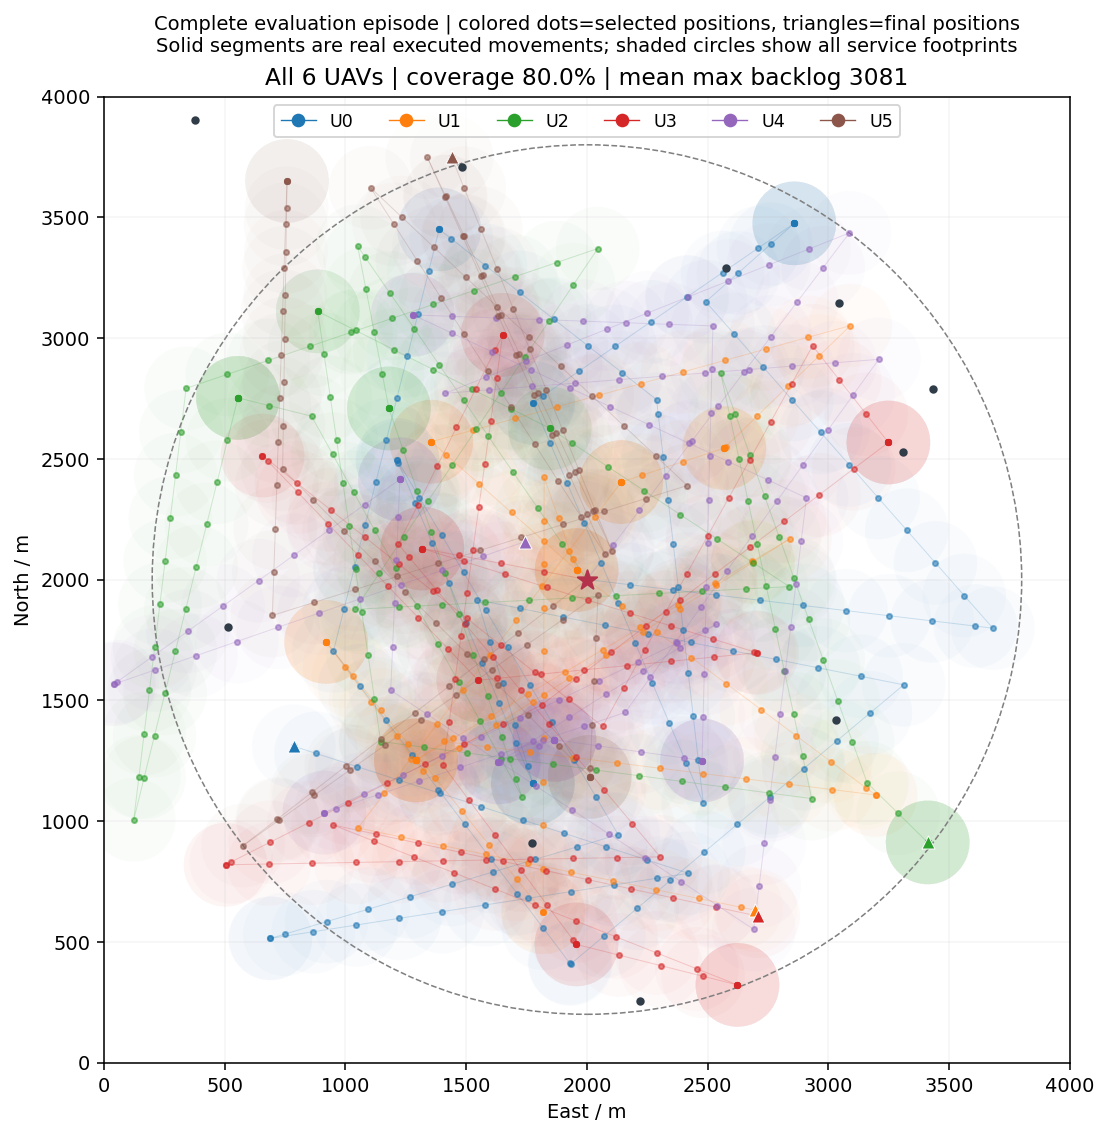 Complete evaluation episode | colored dots=selected positions, triangles=final positions
Solid segments are real executed movements; shaded circles show all service footprints
All 6 UAVs | coverage 80.0% | mean max backlog 3081
U0 U1 U2 U3 U4 U5
4000
3500
3000
2500
2000
1500
1000
500
0
North / m
0 500 1000 1500 2000 2500 3000 3500 4000
East / m